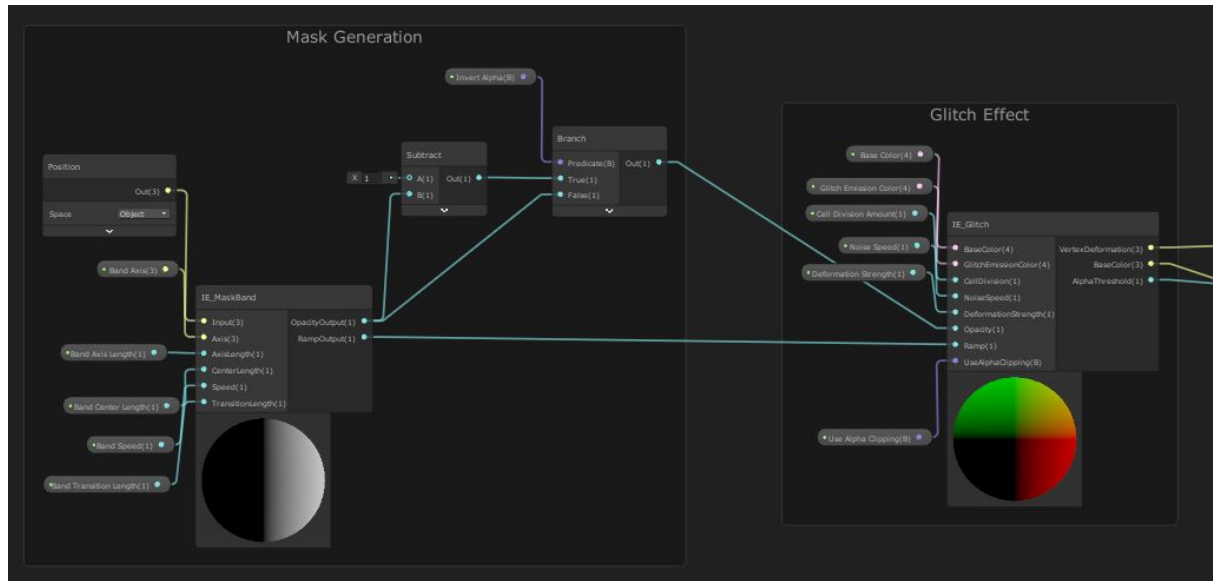 Mask Generation
Invert Alpha(B)
Position
Out(3)
Space Object
Band Axis(3)
Subtract
X 1 A(1) Out(1)
B(1)
Branch
Predicate(B) Out(1)
True(1)
False(1)
IE_MaskBand
Input(3) OpacityOutput(1)
Axis(3) RampOutput(1)
AxisLength(1)
CenterLength(1)
Speed(1)
TransitionLength(1)
Band Axis Length(1)
Band Center Length(1)
Band Speed(1)
Band Transition Length(1)
Glitch Effect
Base Color(4)
Glitch Emission Color(4)
Cell Division Amount(1)
Noise Speed(1)
Deformation Strength(1)
IE_Glitch
BaseColor(4) VertexDeformation(3)
GlitchEmissionColor(4) BaseColor(3)
CellDivision(1) AlphaThreshold(1)
NoiseSpeed(1)
DeformationStrength(1)
Opacity(1)
Ramp(1)
UseAlphaClipping(B)
Use Alpha Clipping(B)